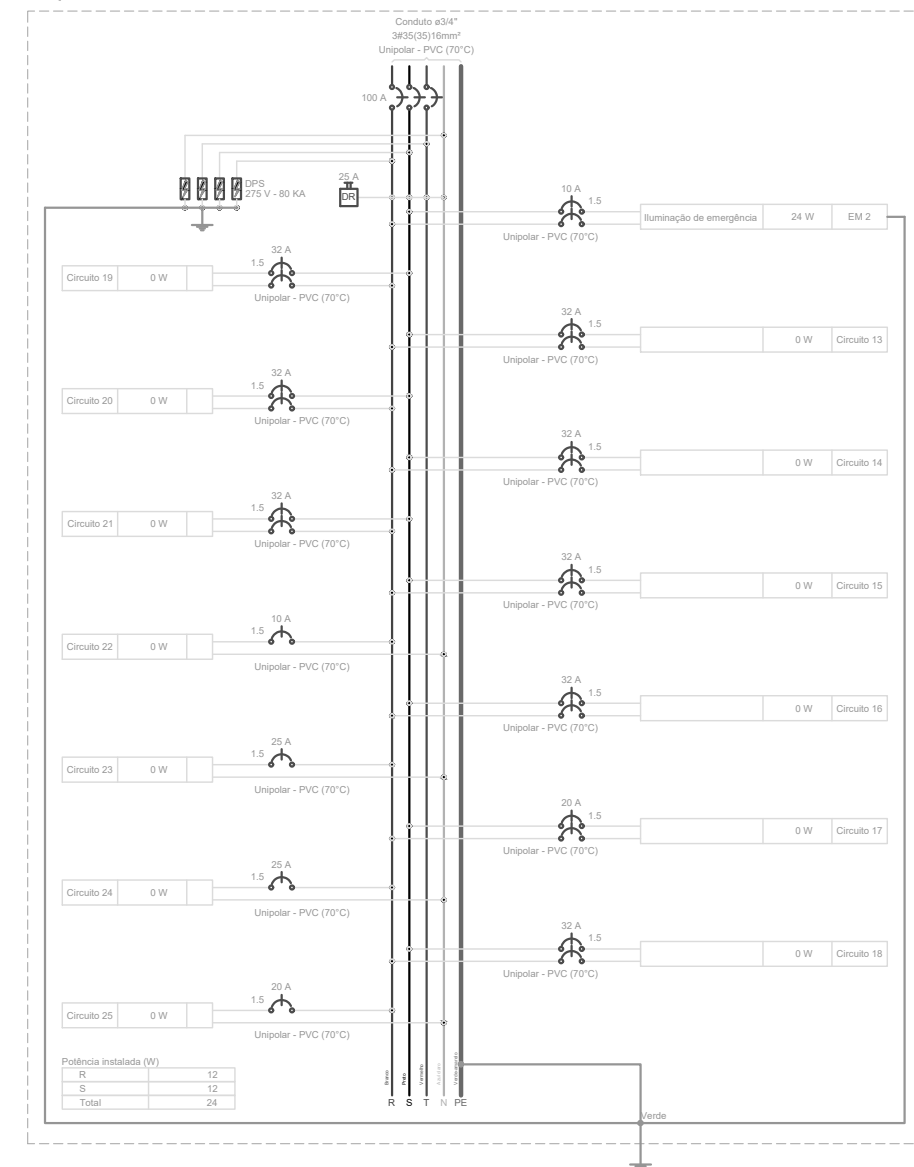 Conduto ø3/4"
3#35(35)16mm²
Unipolar - PVC (70°C)
100 A
DPS
275 V - 80 KA
25 A
DR
10 A
1.5
Unipolar - PVC (70°C)
Iluminação de emergência 24 W EM 2
32 A
1.5
Circuito 19 0 W
Unipolar - PVC (70°C)
32 A
1.5
0 W Circuito 13
Unipolar - PVC (70°C)
32 A
1.5
Circuito 20 0 W
Unipolar - PVC (70°C)
32 A
1.5
0 W Circuito 14
Unipolar - PVC (70°C)
32 A
1.5
Circuito 21 0 W
Unipolar - PVC (70°C)
32 A
1.5
0 W Circuito 15
Unipolar - PVC (70°C)
10 A
1.5
Circuito 22 0 W
Unipolar - PVC (70°C)
32 A
1.5
0 W Circuito 16
Unipolar - PVC (70°C)
25 A
1.5
Circuito 23 0 W
Unipolar - PVC (70°C)
20 A
1.5
0 W Circuito 17
Unipolar - PVC (70°C)
25 A
1.5
Circuito 24 0 W
Unipolar - PVC (70°C)
32 A
1.5
0 W Circuito 18
Unipolar - PVC (70°C)
20 A
1.5
Circuito 25 0 W
Unipolar - PVC (70°C)
Potência instalada (W)
R 12
S 12
Total 24
Branco
Preto
Vermelho
R S T N PE
Verde